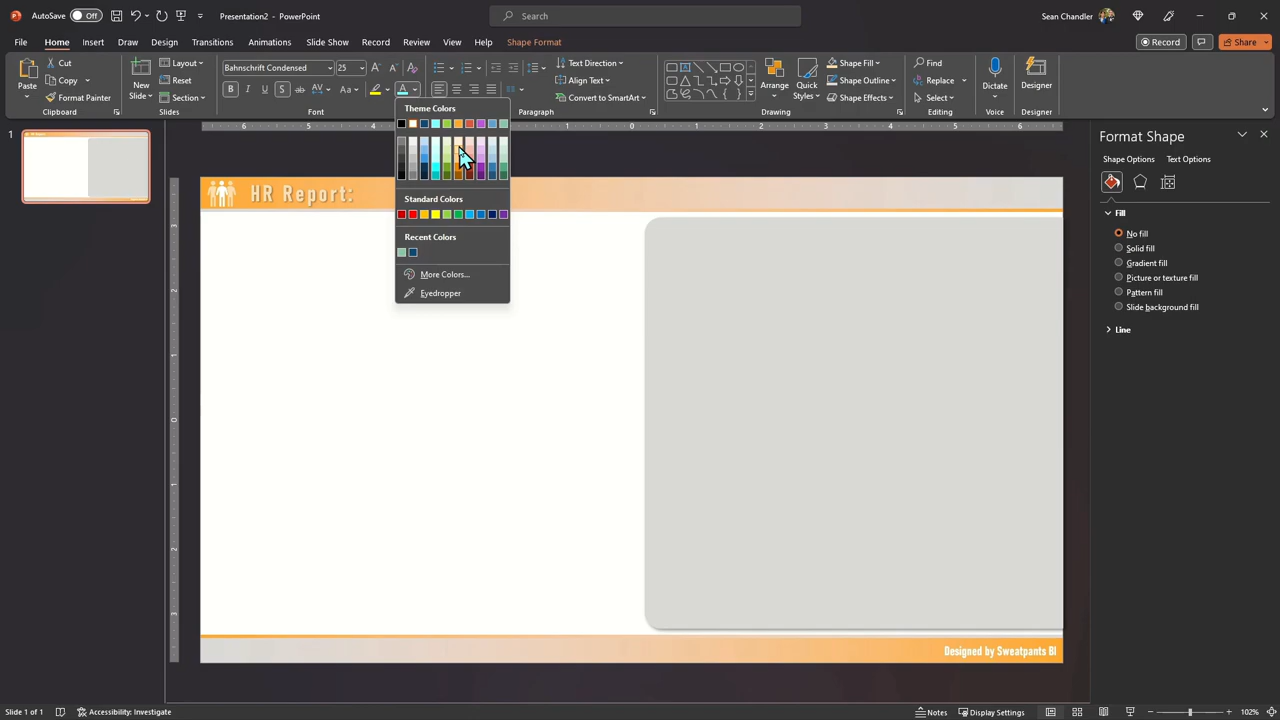 AutoSave Off Presentation2 - PowerPoint Search Sean Chandler
File Home Insert Draw Design Transitions Animations Slide Show Record Review View Help Shape Format Record Share
Paste Cut Copy Format Painter Clipboard
New Slide Layout Reset Section Slides
Bahnschrift Condensed 25 Font
Text Direction Align Text Convert to SmartArt Paragraph
Arrange Quick Styles Shape Fill Shape Outline Shape Effects Drawing
Find Replace Select Editing
Dictate Voice
Designer Designer
Theme Colors
Standard Colors
Recent Colors
More Colors...
Eyedropper
1
HR Report:
HR Report:
Designed by Sweatpants BI
Format Shape
Shape Options Text Options
Fill
No fill
Solid fill
Gradient fill
Picture or texture fill
Pattern fill
Slide background fill
Line
Slide 1 of 1 Accessibility: Investigate Notes Display Settings 102%